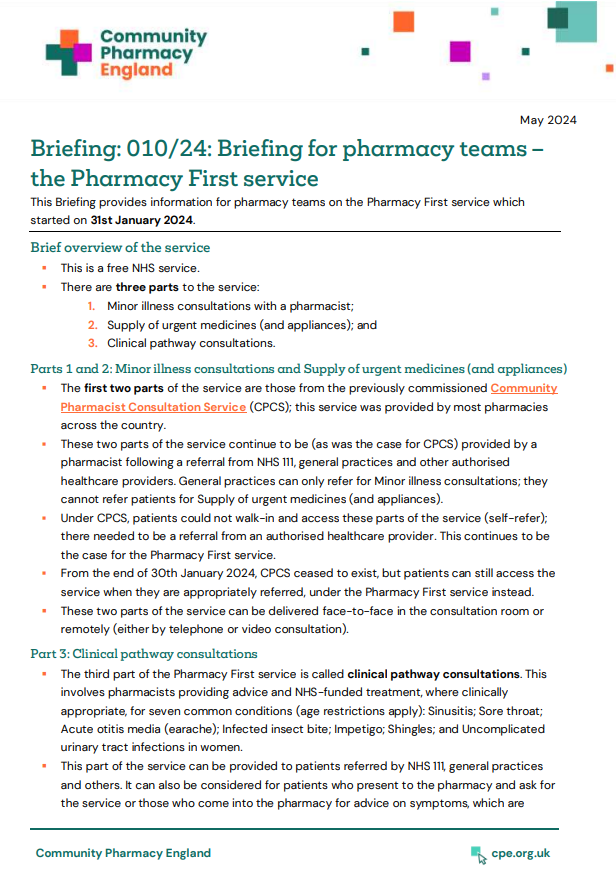 Community
Pharmacy
England
May 2024
Briefing: 010/24: Briefing for pharmacy teams –
the Pharmacy First service
This Briefing provides information for pharmacy teams on the Pharmacy First service which
started on 31st January 2024.
Brief overview of the service
▪ This is a free NHS service.
▪ There are three parts to the service:
1. Minor illness consultations with a pharmacist;
2. Supply of urgent medicines (and appliances); and
3. Clinical pathway consultations.
Parts 1 and 2: Minor illness consultations and Supply of urgent medicines (and appliances)
▪ The first two parts of the service are those from the previously commissioned Community
Pharmacist Consultation Service (CPCS); this service was provided by most pharmacies
across the country.
▪ These two parts of the service continue to be (as was the case for CPCS) provided by a
pharmacist following a referral from NHS 111, general practices and other authorised
healthcare providers. General practices can only refer for Minor illness consultations; they
cannot refer patients for Supply of urgent medicines (and appliances).
▪ Under CPCS, patients could not walk-in and access these parts of the service (self-refer);
there needed to be a referral from an authorised healthcare provider. This continues to be
the case for the Pharmacy First service.
▪ From the end of 30th January 2024, CPCS ceased to exist, but patients can still access the
service when they are appropriately referred, under the Pharmacy First service instead.
▪ These two parts of the service can be delivered face-to-face in the consultation room or
remotely (either by telephone or video consultation).
Part 3: Clinical pathway consultations
▪ The third part of the Pharmacy First service is called clinical pathway consultations. This
involves pharmacists providing advice and NHS-funded treatment, where clinically
appropriate, for seven common conditions (age restrictions apply): Sinusitis; Sore throat;
Acute otitis media (earache); Infected insect bite; Impetigo; Shingles; and Uncomplicated
urinary tract infections in women.
▪ This part of the service can be provided to patients referred by NHS 111, general practices
and others. It can also be considered for patients who present to the pharmacy and ask for
the service or those who come into the pharmacy for advice on symptoms, which are
Community Pharmacy England
cpe.org.uk